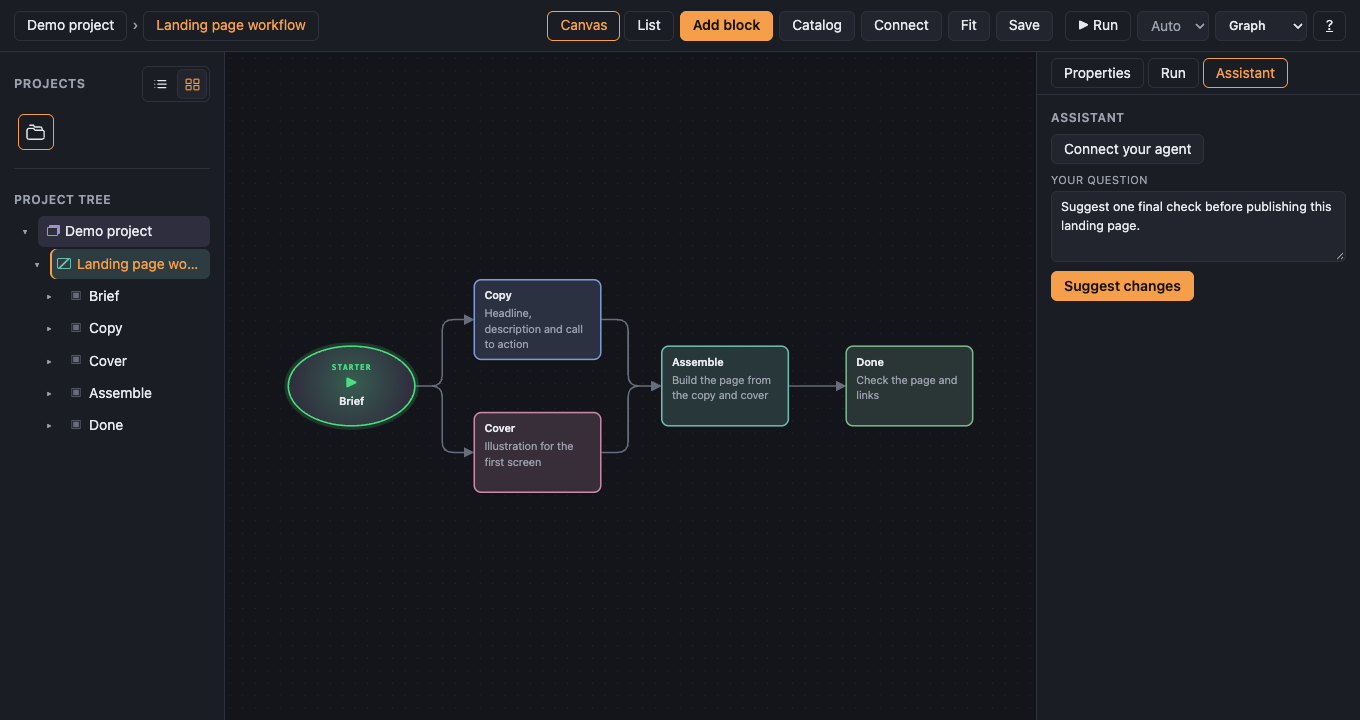 Demo project › Landing page workflow
Canvas List Add block Catalog Connect Fit Save Run Auto Graph ?
PROJECTS
PROJECT TREE
Demo project
Landing page wo...
Brief
Copy
Cover
Assemble
Done
STARTER
Brief
Copy
Headline,
description and call
to action
Cover
Illustration for the
first screen
Assemble
Build the page from
the copy and cover
Done
Check the page and
links
Properties Run Assistant
ASSISTANT
Connect your agent
YOUR QUESTION
Suggest one final check before publishing this
landing page.
Suggest changes